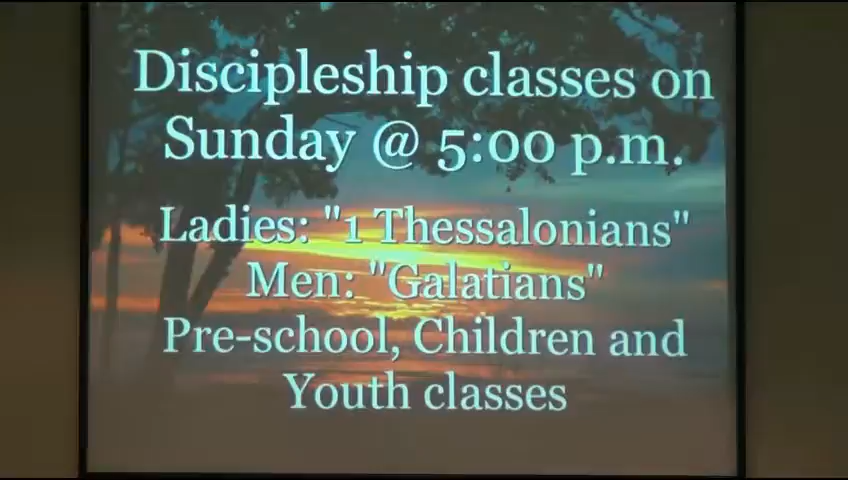 Discipleship classes on
Sunday @ 5:00 p.m.
Ladies: "1 Thessalonians"
Men: "Galatians"
Pre-school, Children and
Youth classes